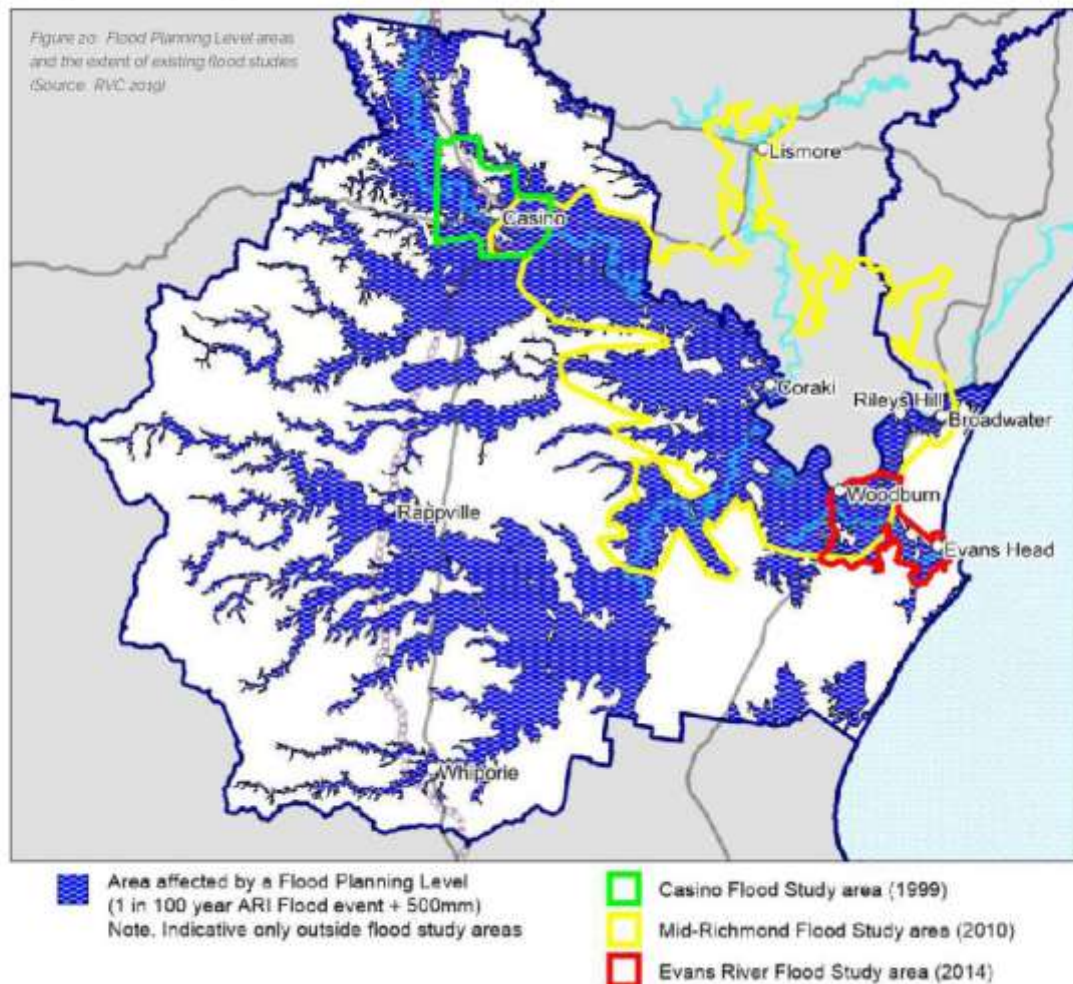 Figure 20: Flood Planning Level areas
and the extent of existing flood studies
(Source: RVC 2019)
Lismore
Casino
Coraki
Rileys Hill
Broadwater
Woodburn
Rappville
Evans Head
Whiporie
Area affected by a Flood Planning Level
(1 in 100 year ARI Flood event + 500mm)
Note. Indicative only outside flood study areas
Casino Flood Study area (1999)
Mid-Richmond Flood Study area (2010)
Evans River Flood Study area (2014)